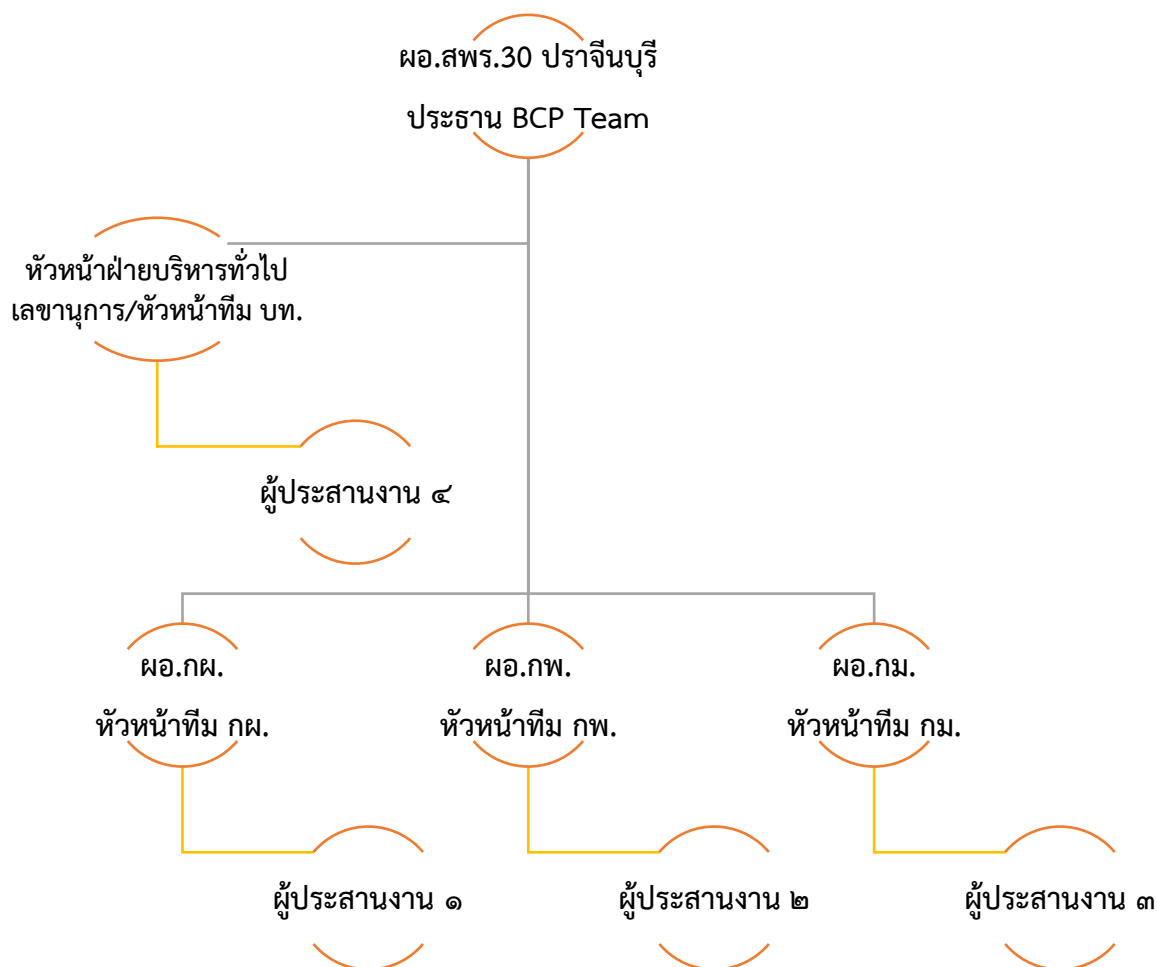 ผอ.สพร.30 ปราจีนบุรี
ประธาน BCP Team
หัวหน้าฝ่ายบริหารทั่วไป
เลขานุการ/หัวหน้าทีม บท.
ผู้ประสานงาน ๔
ผอ.กผ.
หัวหน้าทีม กผ.
ผอ.กพ.
หัวหน้าทีม กพ.
ผอ.กม.
หัวหน้าทีม กม.
ผู้ประสานงาน ๑
ผู้ประสานงาน ๒
ผู้ประสานงาน ๓